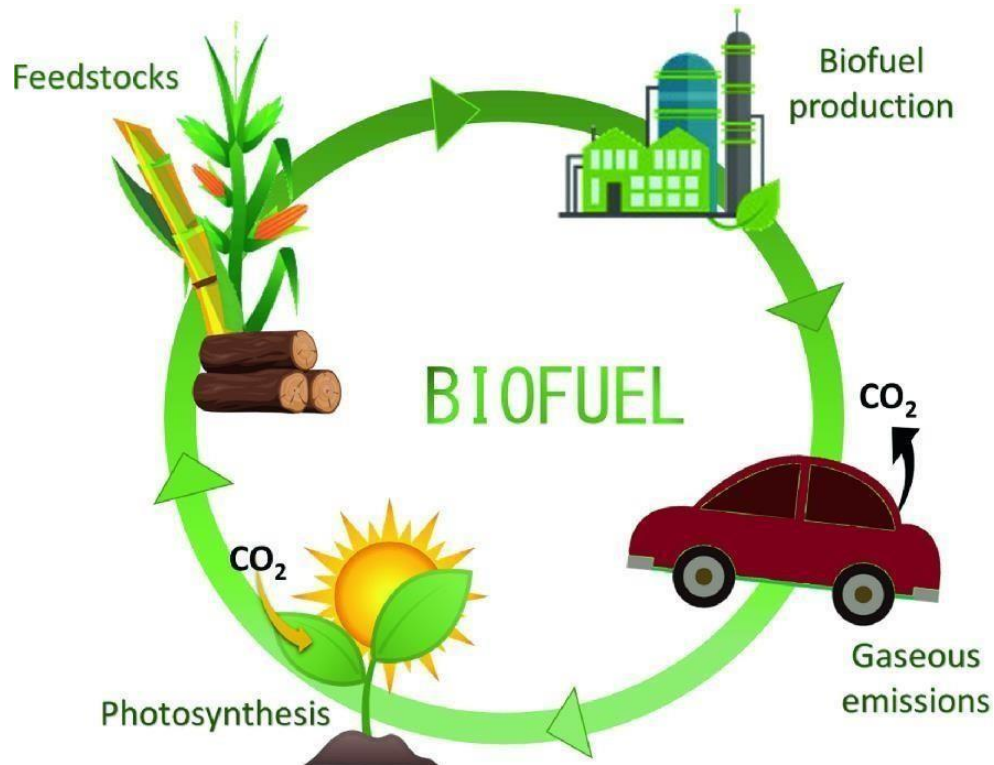 Feedstocks
Biofuel
production
BIOFUEL
CO₂
CO₂
Photosynthesis
Gaseous
emissions